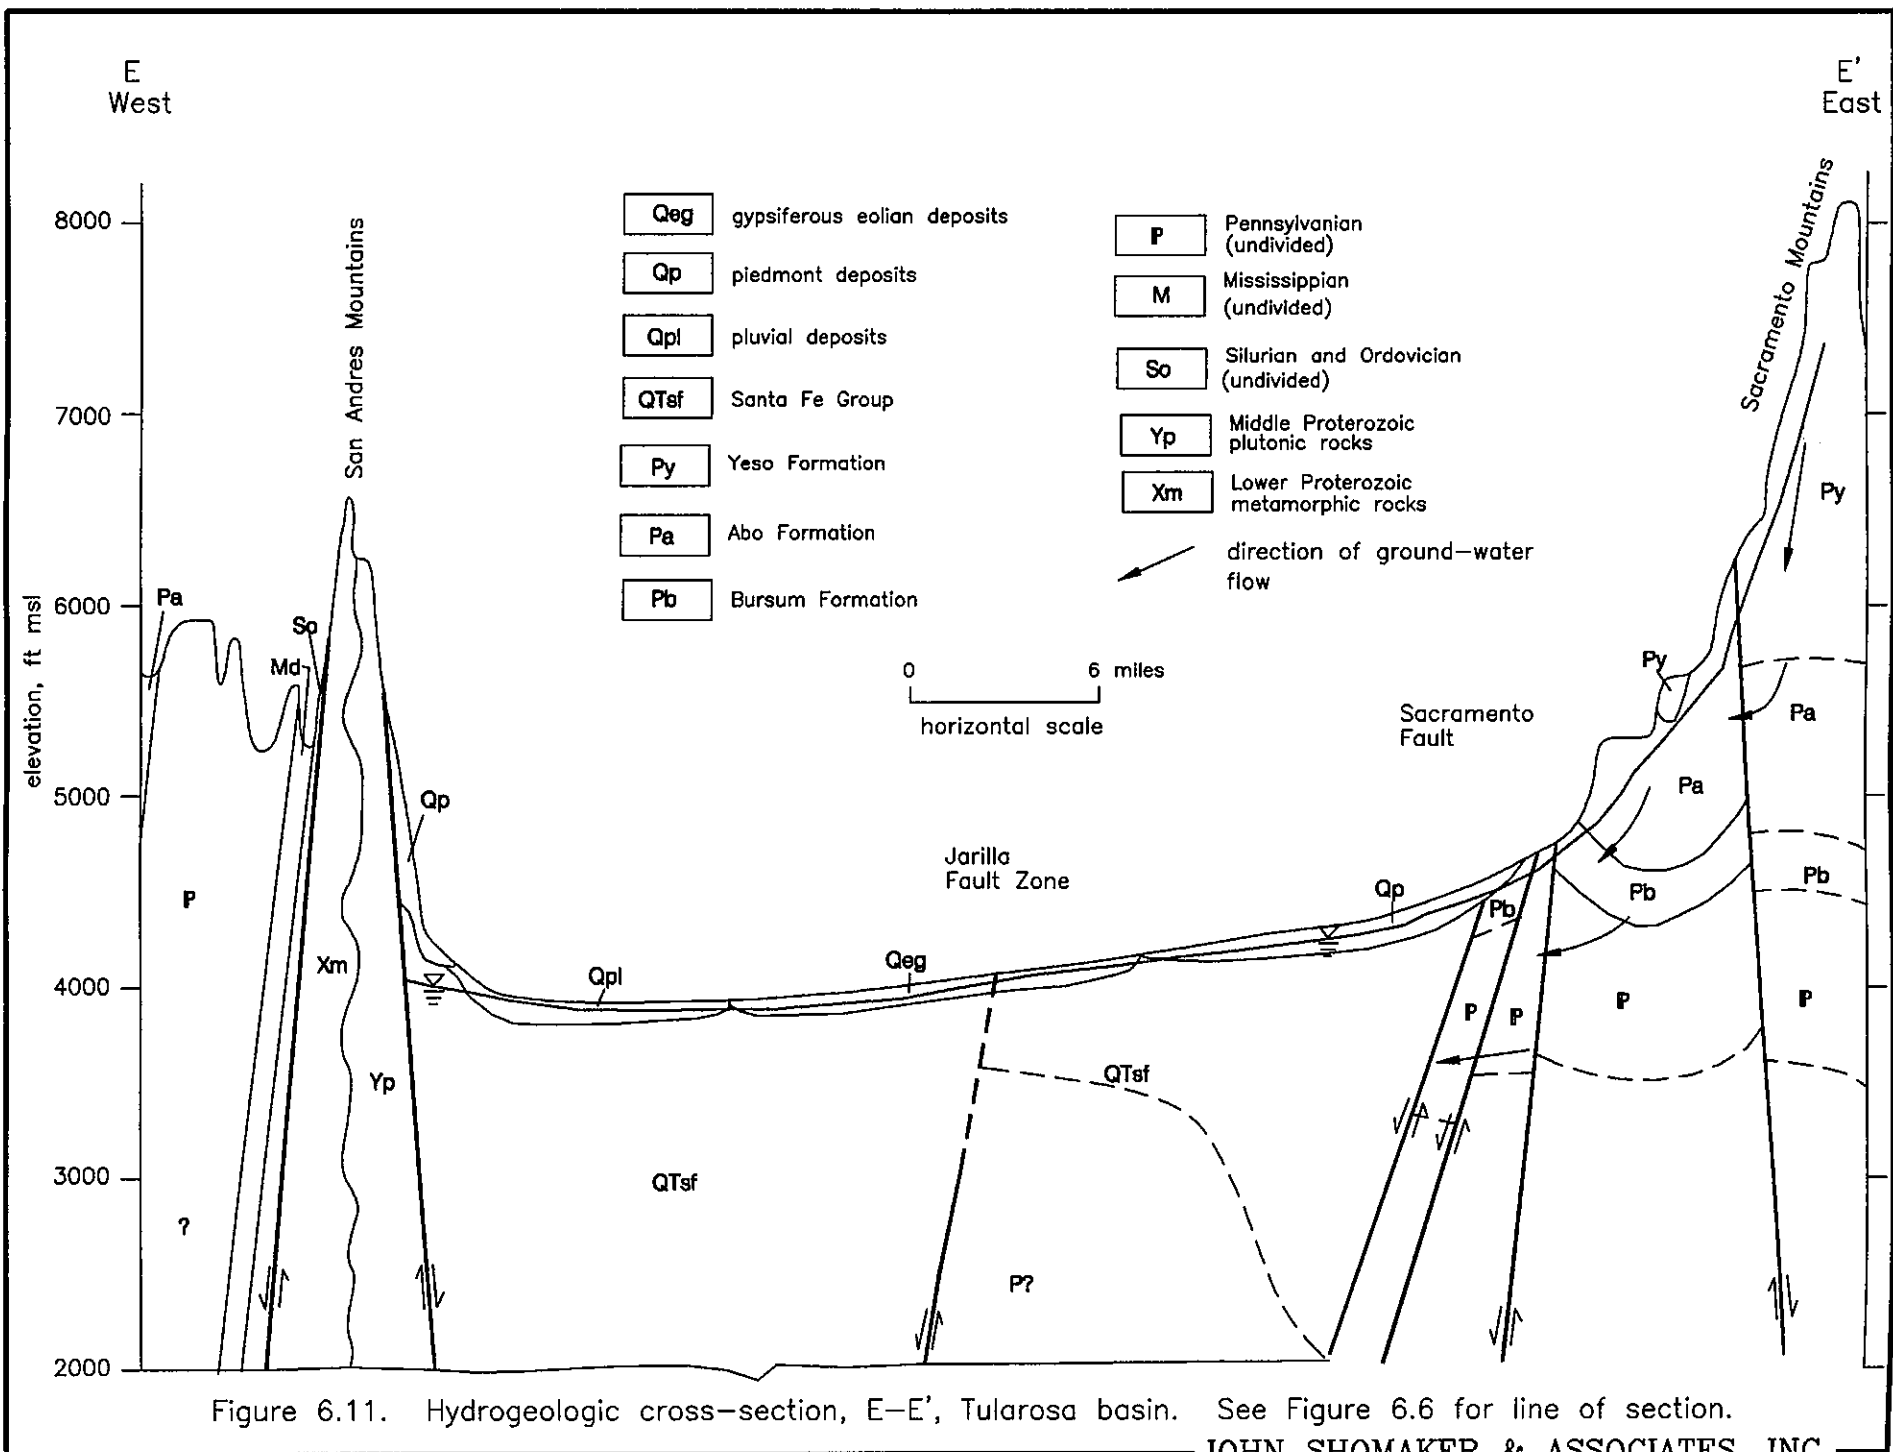 E
West
E'
East
8000
7000
6000
5000
4000
3000
2000
elevation, ft msl
San Andres Mountains
Sacramento Mountains
Qeg gypsiferous eolian deposits
Qp piedmont deposits
Qpl pluvial deposits
QTsf Santa Fe Group
Py Yeso Formation
Pa Abo Formation
Pb Bursum Formation
ℙ Pennsylvanian
(undivided)
M Mississippian
(undivided)
So Silurian and Ordovician
(undivided)
Yp Middle Proterozoic
plutonic rocks
Xm Lower Proterozoic
metamorphic rocks
direction of ground-water
flow
0 6 miles
horizontal scale
Pa
So
Md
Qp
ℙ
Xm
Yp
?
Qpl
Qeg
Jarilla
Fault Zone
QTsf
QTsf
P?
Sacramento
Fault
Qp
Py
Py
Pa
Pa
Pb
Pb
Pb
ℙ
ℙ
ℙ
ℙ
Figure 6.11. Hydrogeologic cross-section, E-E', Tularosa basin. See Figure 6.6 for line of section.
JOHN SHOMAKER & ASSOCIATES, INC.